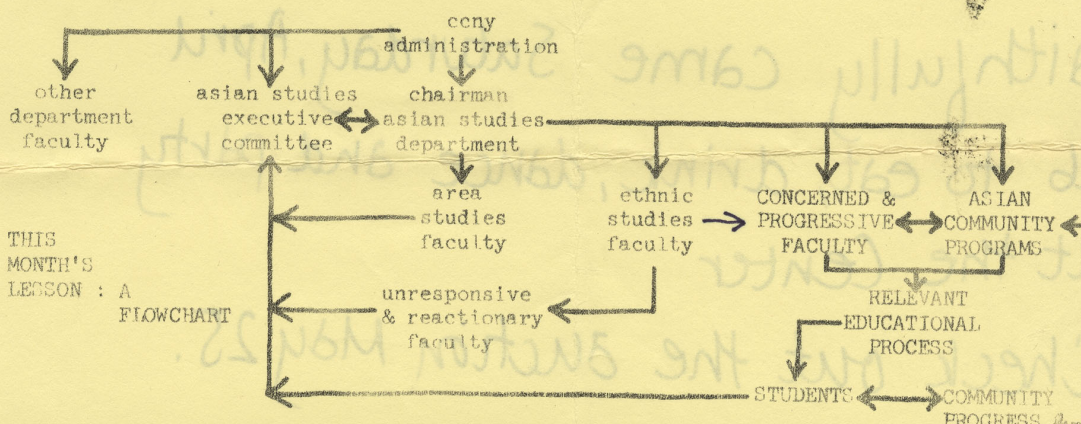 ccny
administration
other
department
faculty
asian studies
executive
committee
chairman
asian studies
department
area
studies
faculty
ethnic
studies
faculty
CONCERNED &
PROGRESSIVE
FACULTY
ASIAN
COMMUNITY
PROGRAMS
THIS
MONTH'S
LESSON : A
FLOWCHART
unresponsive
& reactionary
faculty
RELEVANT
EDUCATIONAL
PROCESS
STUDENTS
COMMUNITY
PROGRESS